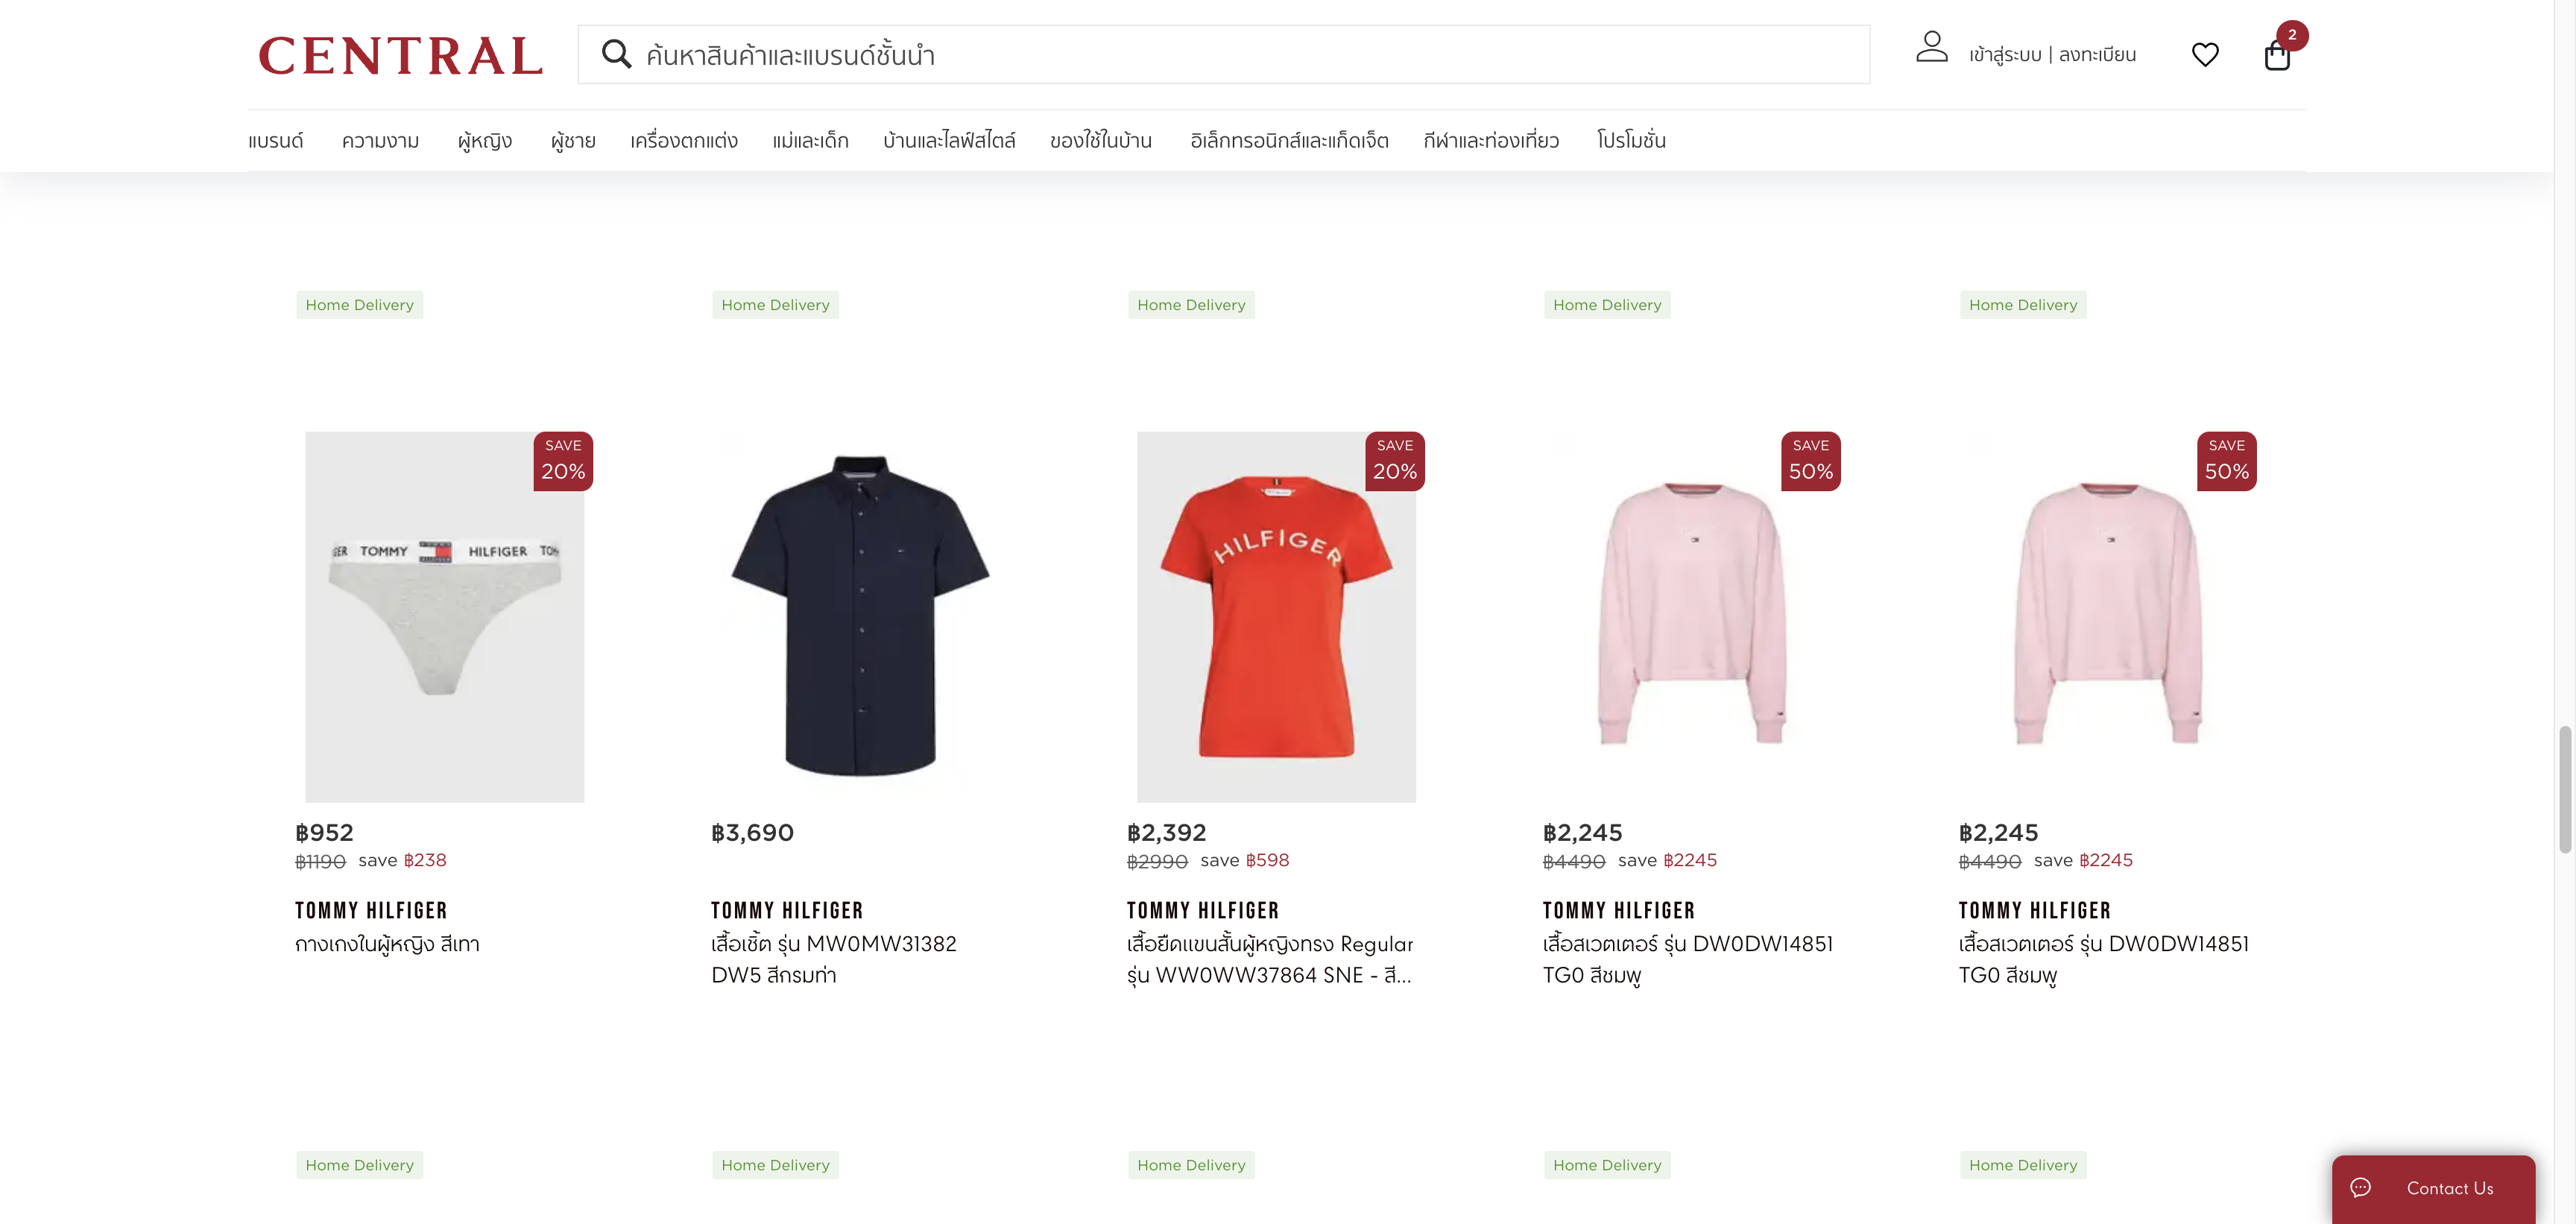 CENTRAL
ค้นหาสินค้าและแบรนด์ชั้นนำ
เข้าสู่ระบบ | ลงทะเบียน
2
แบรนด์ ความงาม ผู้หญิง ผู้ชาย เครื่องตกแต่ง แม่และเด็ก บ้านและไลฟ์สไตล์ ของใช้ในบ้าน อิเล็กทรอนิกส์และแก็ดเจ็ต กีฬาและท่องเที่ยว โปรโมชั่น
Home Delivery Home Delivery Home Delivery Home Delivery Home Delivery
SAVE
20%
TOMMY HILFIGER
฿952
฿1190 save ฿238
TOMMY HILFIGER
กางเกงในผู้หญิง สีเทา
฿3,690
TOMMY HILFIGER
เสื้อเชิ้ต รุ่น MW0MW31382
DW5 สีกรมท่า
SAVE
20%
HILFIGER
฿2,392
฿2990 save ฿598
TOMMY HILFIGER
เสื้อยืดแขนสั้นผู้หญิงทรง Regular
รุ่น WW0WW37864 SNE - สี...
SAVE
50%
฿2,245
฿4490 save ฿2245
TOMMY HILFIGER
เสื้อสเวตเตอร์ รุ่น DW0DW14851
TG0 สีชมพู
SAVE
50%
฿2,245
฿4490 save ฿2245
TOMMY HILFIGER
เสื้อสเวตเตอร์ รุ่น DW0DW14851
TG0 สีชมพู
Home Delivery Home Delivery Home Delivery Home Delivery Home Delivery
Contact Us